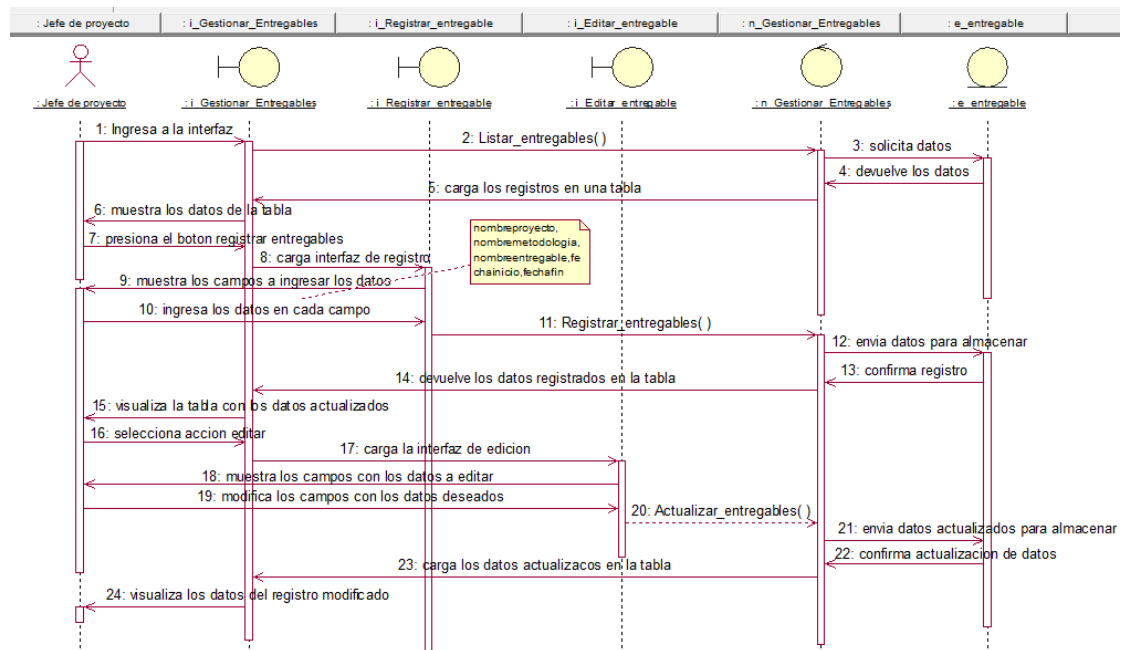 : Jefe de proyecto
: i_Gestionar_Entregables
: i_Registrar_entregable
: i_Editar_entregable
: n_Gestionar_Entregables
: e_entregable
: Jefe de proyecto
: i_Gestionar_Entregables
: i_Registrar_entregable
: i_Editar_entregable
: n_Gestionar_Entregables
: e_entregable
1: Ingresa a la interfaz
2: Listar_entregables( )
3: solicita datos
4: devuelve los datos
5: carga los registros en una tabla
6: muestra los datos de la tabla
7: presiona el boton registrar entregables
nombreproyecto,
nombremetodologia,
nombreentregable,fe
chainicio,fechafin
8: carga interfaz de registro
9: muestra los campos a ingresar los datos
10: ingresa los datos en cada campo
11: Registrar_entregables( )
12: envia datos para almacenar
13: confirma registro
14: devuelve los datos registrados en la tabla
15: visualiza la tabla con los datos actualizados
16: selecciona accion editar
17: carga la interfaz de edicion
18: muestra los campos con los datos a editar
19: modifica los campos con los datos deseados
20: Actualizar_entregables( )
21: envia datos actualizados para almacenar
22: confirma actualizacion de datos
23: carga los datos actualizacos en la tabla
24: visualiza los datos del registro modificado